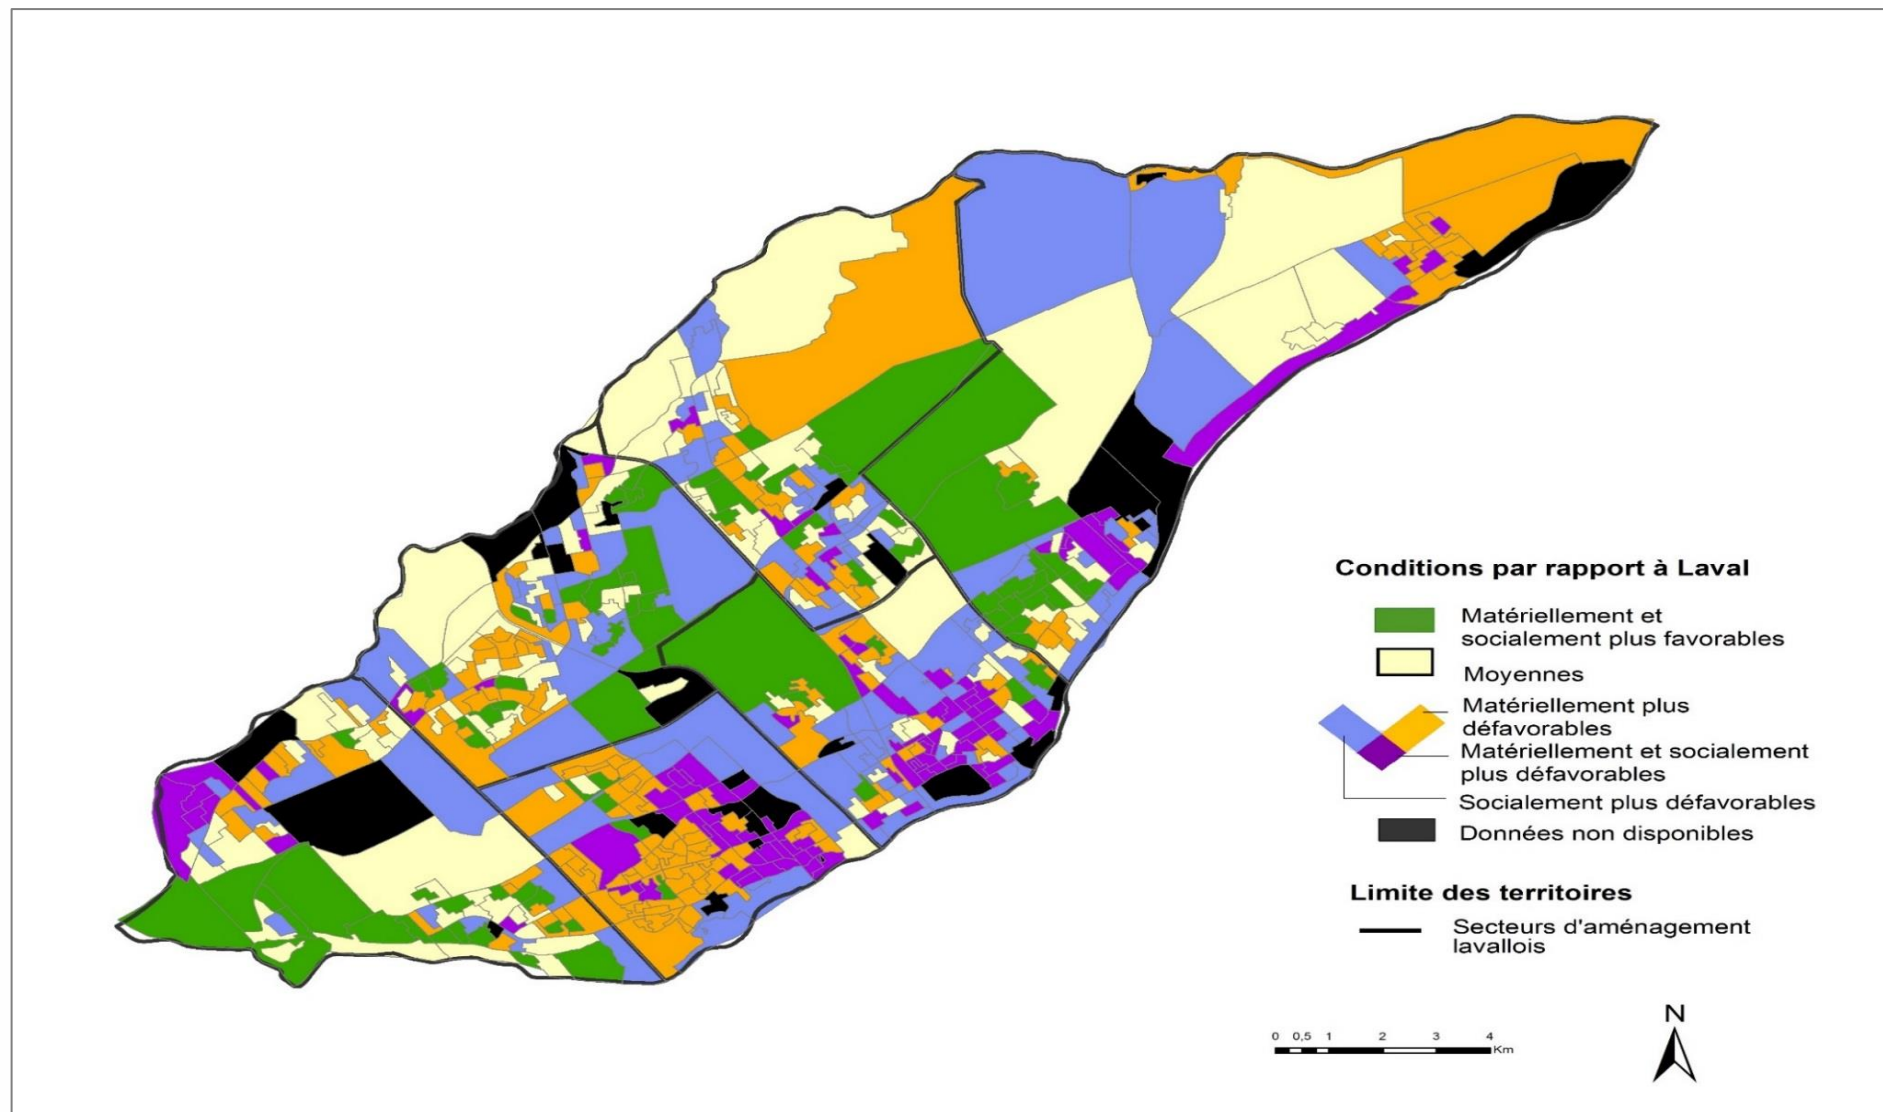 Conditions par rapport à Laval
Matériellement et
socialement plus favorables
Moyennes
Matériellement plus
défavorables
Matériellement et socialement
plus défavorables
Socialement plus défavorables
Données non disponibles
Limite des territoires
Secteurs d'aménagement
lavallois
N
0 0,5 1 2 3 4
Km